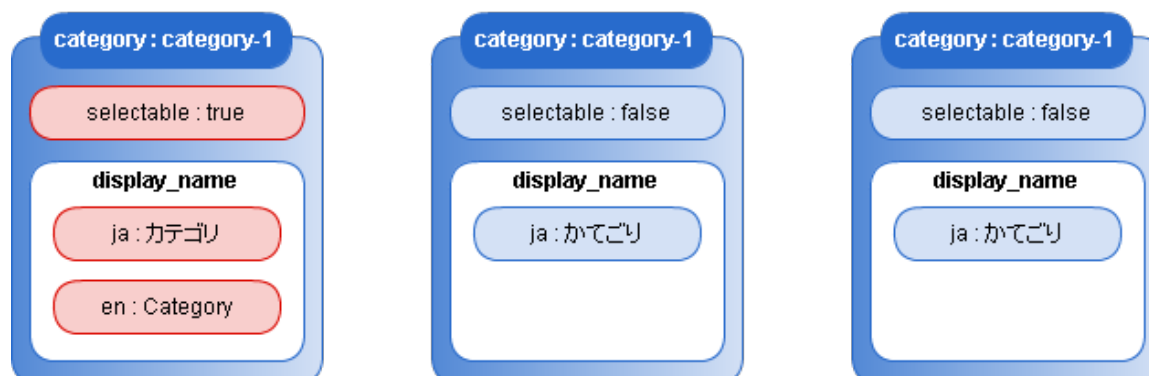 category : category-1
selectable : true
display_name
ja : カテゴリ
en : Category
category : category-1
selectable : false
display_name
ja : かてごり
category : category-1
selectable : false
display_name
ja : かてごり